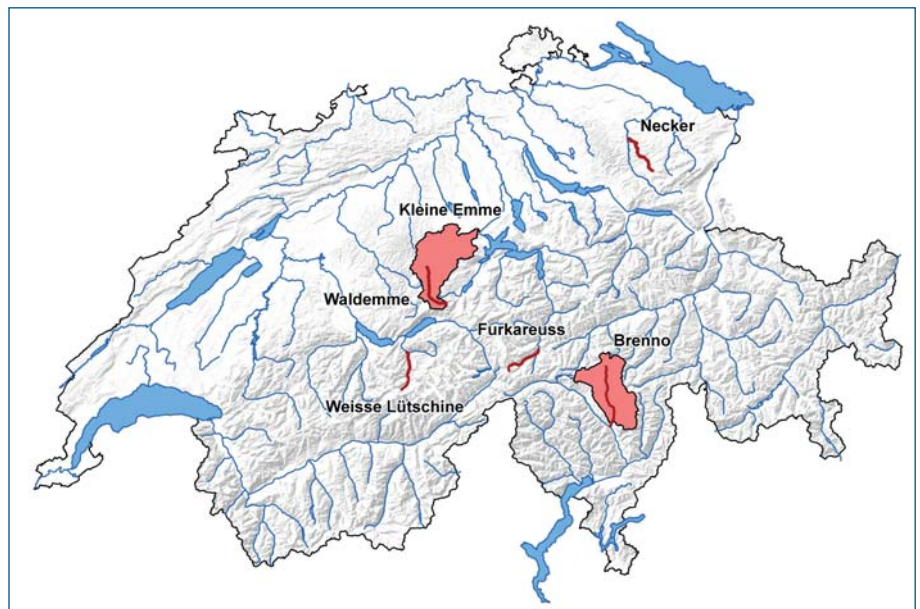 Necker
Kleine Emme
Waldemme
Furkareuss
Brenno
Weisse Lütschine